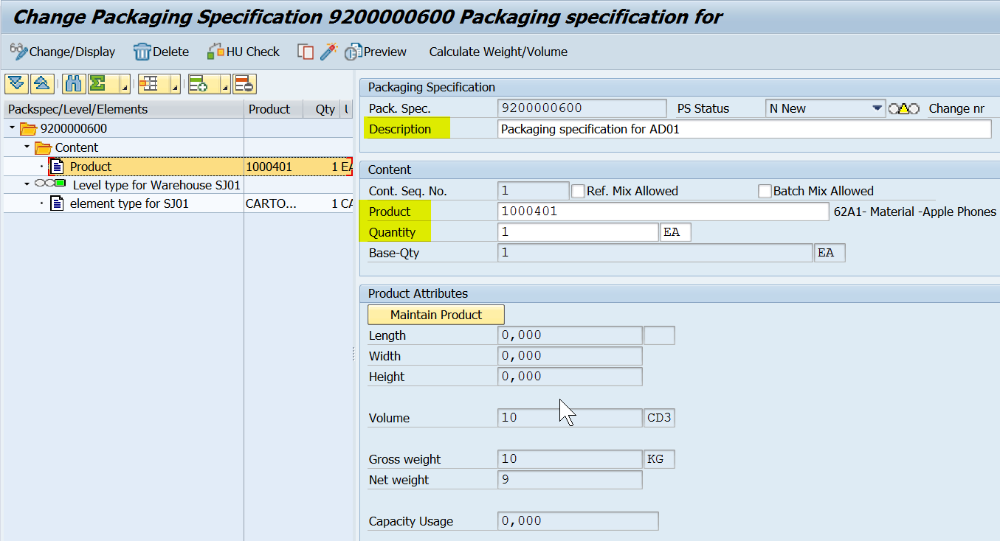 Change Packaging Specification 9200000600 Packaging specification for
Change/Display Delete HU Check Preview Calculate Weight/Volume
Packspec/Level/Elements Product Qty U
9200000600
Content
Product 1000401 1 EA
Level type for Warehouse SJ01
element type for SJ01 CARTO... 1 CA
Packaging Specification
Pack. Spec. 9200000600 PS Status N New Change nr
Description Packaging specification for AD01
Content
Cont. Seq. No. 1 Ref. Mix Allowed Batch Mix Allowed
Product 1000401 62A1- Material -Apple Phones
Quantity 1 EA
Base-Qty 1 EA
Product Attributes
Maintain Product
Length 0,000
Width 0,000
Height 0,000
Volume 10 CD3
Gross weight 10 KG
Net weight 9
Capacity Usage 0,000